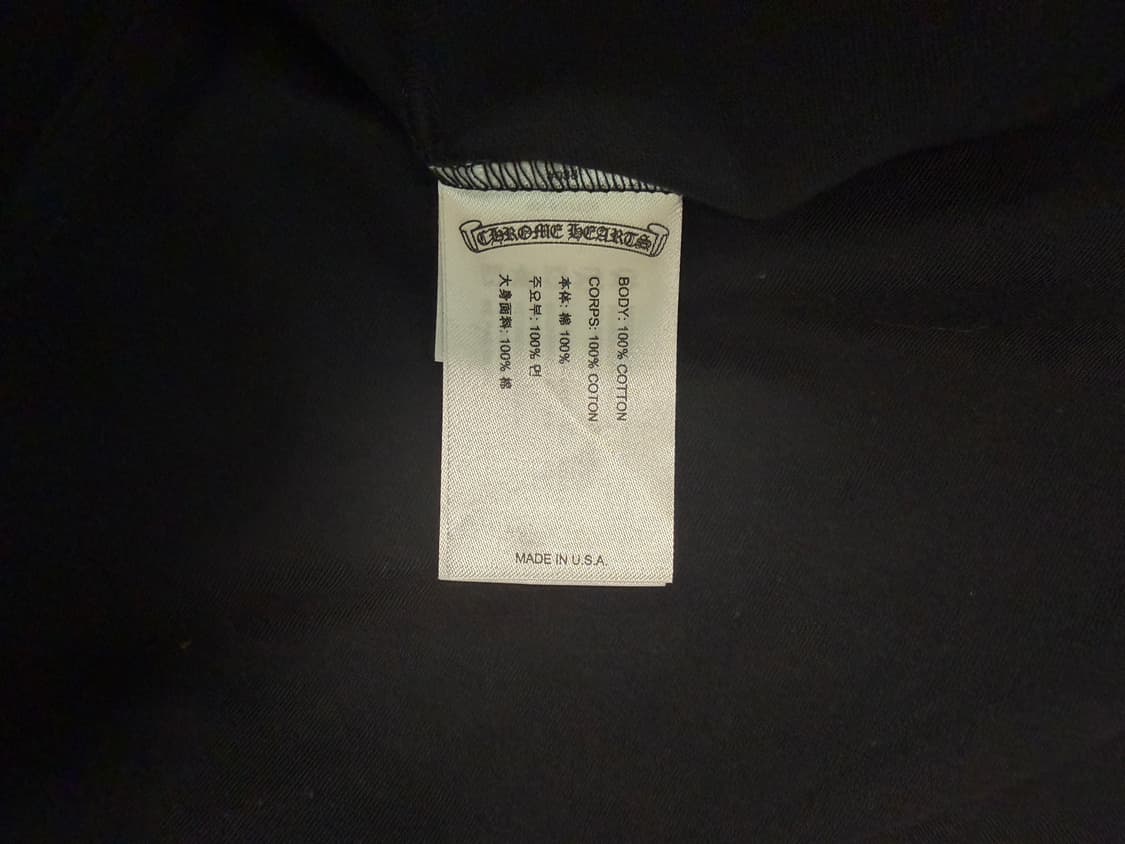 CHROME HEARTS
BODY: 100% COTTON
CORPS: 100% COTON
本体: 棉 100%
주요부: 100% 면
大身面料: 100% 棉
MADE IN U.S.A.